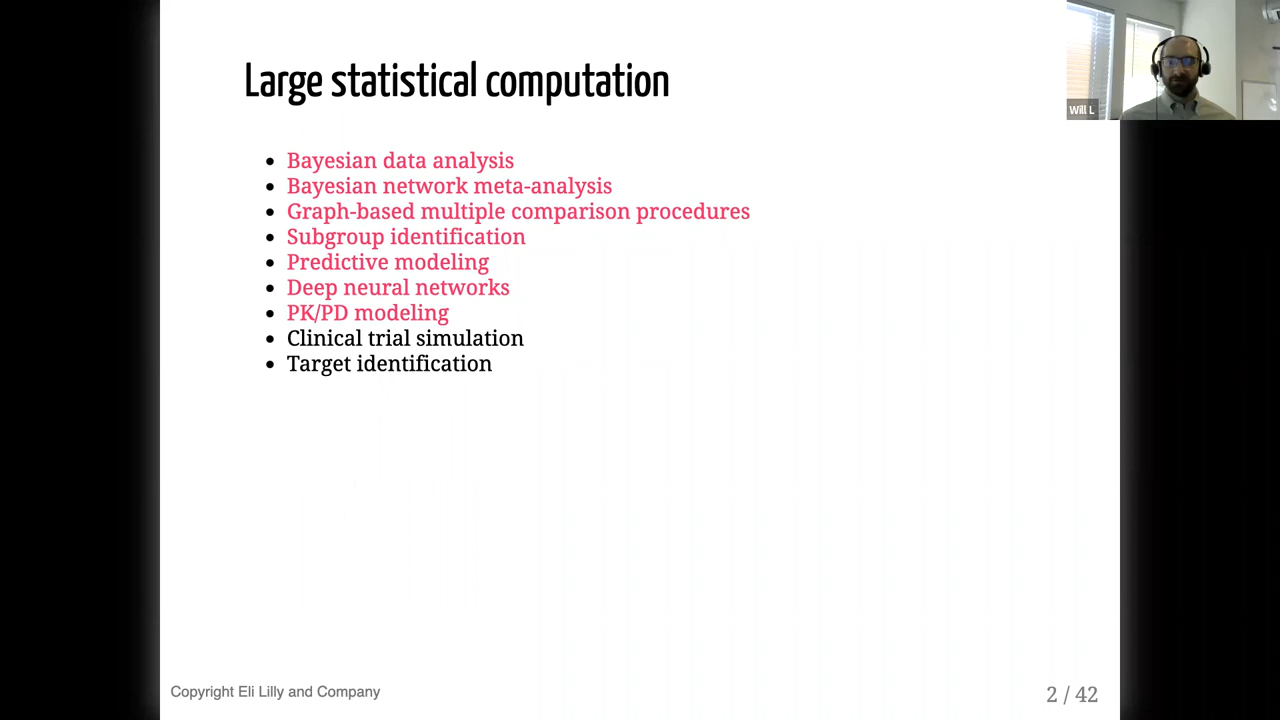 Large statistical computation
Will L
Bayesian data analysis
Bayesian network meta-analysis
Graph-based multiple comparison procedures
Subgroup identification
Predictive modeling
Deep neural networks
PK/PD modeling
Clinical trial simulation
Target identification
Copyright Eli Lilly and Company
2 / 42